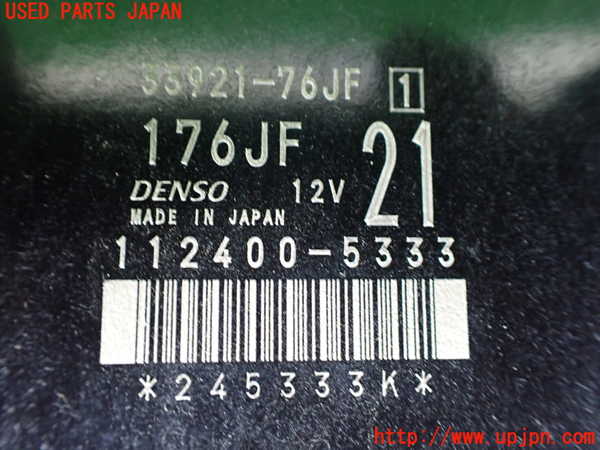 USED PARTS JAPAN
33921-76JF 1
176JF 21
DENSO 12V
MADE IN JAPAN
112400-5333
*245333K*
http://www.upjpn.com/